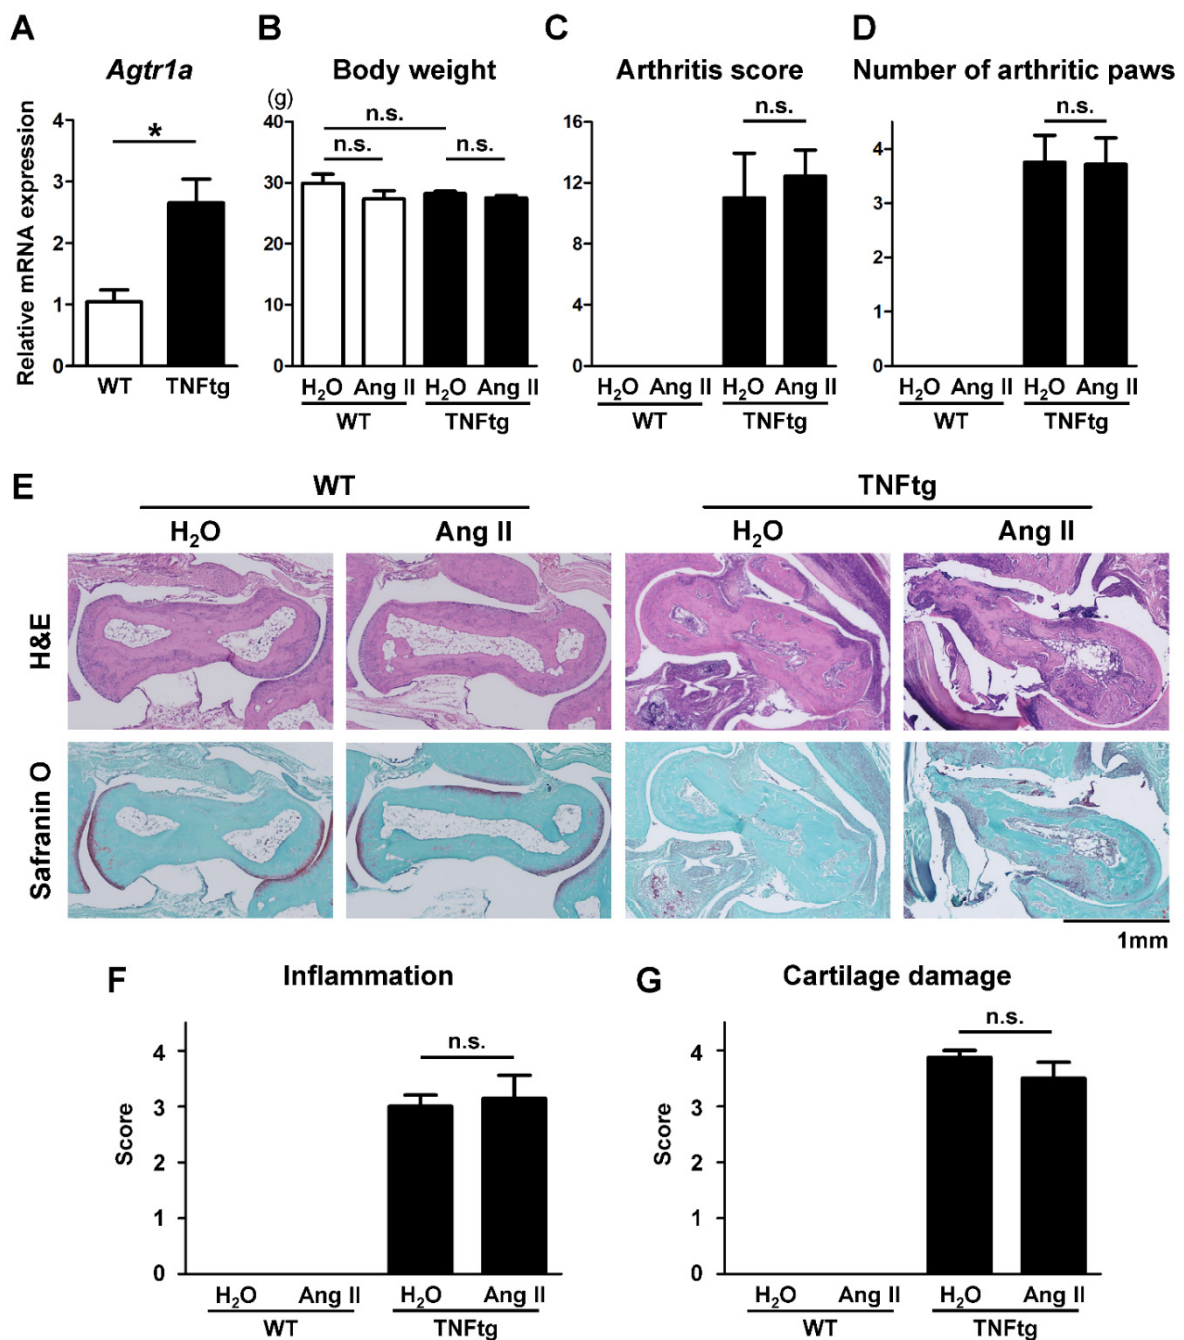 A
Agtr1a
Relative mRNA expression
4
3
2
1
0
*
WT
TNFtg
B
Body weight
(g)
40
30
20
10
0
n.s.
n.s.
n.s.
H₂O Ang II H₂O Ang II
WT TNFtg
C
Arthritis score
16
12
8
4
0
n.s.
H₂O Ang II H₂O Ang II
WT TNFtg
D
Number of arthritic paws
4
3
2
1
0
n.s.
H₂O Ang II H₂O Ang II
WT TNFtg
E
WT TNFtg
H₂O Ang II H₂O Ang II
H&E
Safranin O
1mm
F
Inflammation
Score
4
3
2
1
0
n.s.
H₂O Ang II H₂O Ang II
WT TNFtg
G
Cartilage damage
Score
4
3
2
1
0
n.s.
H₂O Ang II H₂O Ang II
WT TNFtg